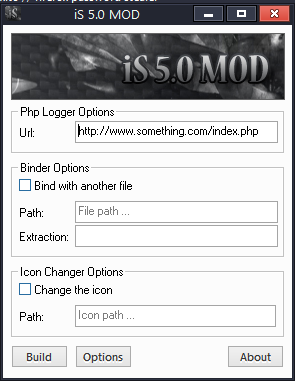 iS 5.0 MOD
iS 5.0 MOD
Php Logger Options
Url: http://www.something.com/index.php
Binder Options
Bind with another file
Path: File path ...
Extraction:
Icon Changer Options
Change the icon
Path: Icon path ...
Build Options About